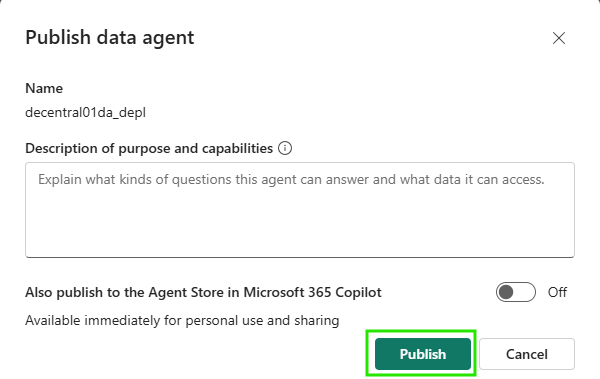 Publish data agent
Name
decentral01da_depl
Description of purpose and capabilities
Explain what kinds of questions this agent can answer and what data it can access.
Also publish to the Agent Store in Microsoft 365 Copilot
Off
Available immediately for personal use and sharing
Publish
Cancel